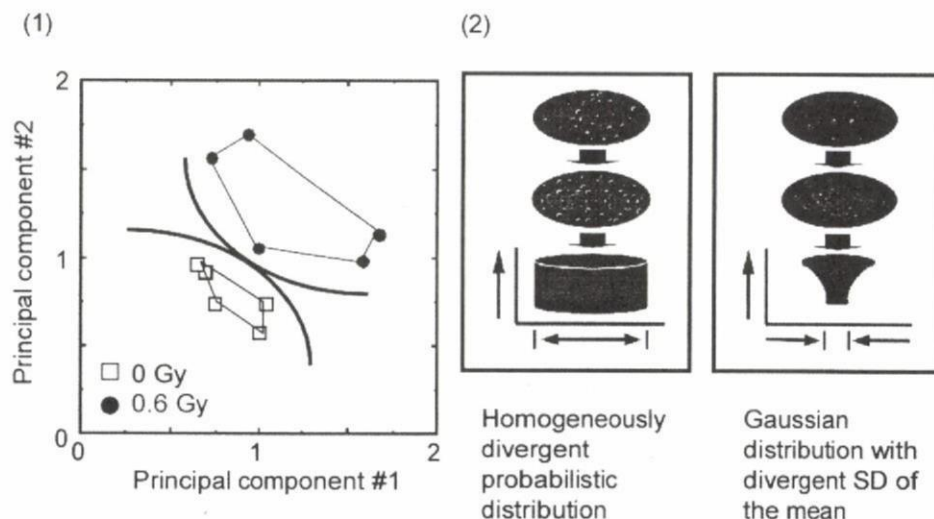 (1)
(2)
2
Principal component #2
1
0 Gy
0.6 Gy
0
0
1
2
Principal component #1
Homogeneously
divergent
probabilistic
distribution
Gaussian
distribution with
divergent SD of
the mean